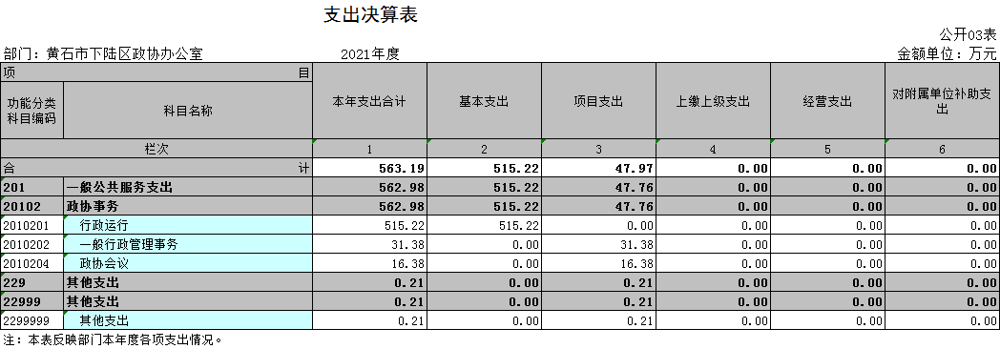 支出决算表
公开03表
部门：黄石市下陆区政协办公室 2021年度 金额单位：万元
项 目 本年支出合计 基本支出 项目支出 上缴上级支出 经营支出 对附属单位补助支出
功能分类科目编码 科目名称
栏次 1 2 3 4 5 6
合 计 563.19 515.22 47.97 0.00 0.00 0.00
201 一般公共服务支出 562.98 515.22 47.76 0.00 0.00 0.00
20102 政协事务 562.98 515.22 47.76 0.00 0.00 0.00
2010201 行政运行 515.22 515.22 0.00 0.00 0.00 0.00
2010202 一般行政管理事务 31.38 0.00 31.38 0.00 0.00 0.00
2010204 政协会议 16.38 0.00 16.38 0.00 0.00 0.00
229 其他支出 0.21 0.00 0.21 0.00 0.00 0.00
22999 其他支出 0.21 0.00 0.21 0.00 0.00 0.00
2299999 其他支出 0.21 0.00 0.21 0.00 0.00 0.00
注：本表反映部门本年度各项支出情况。